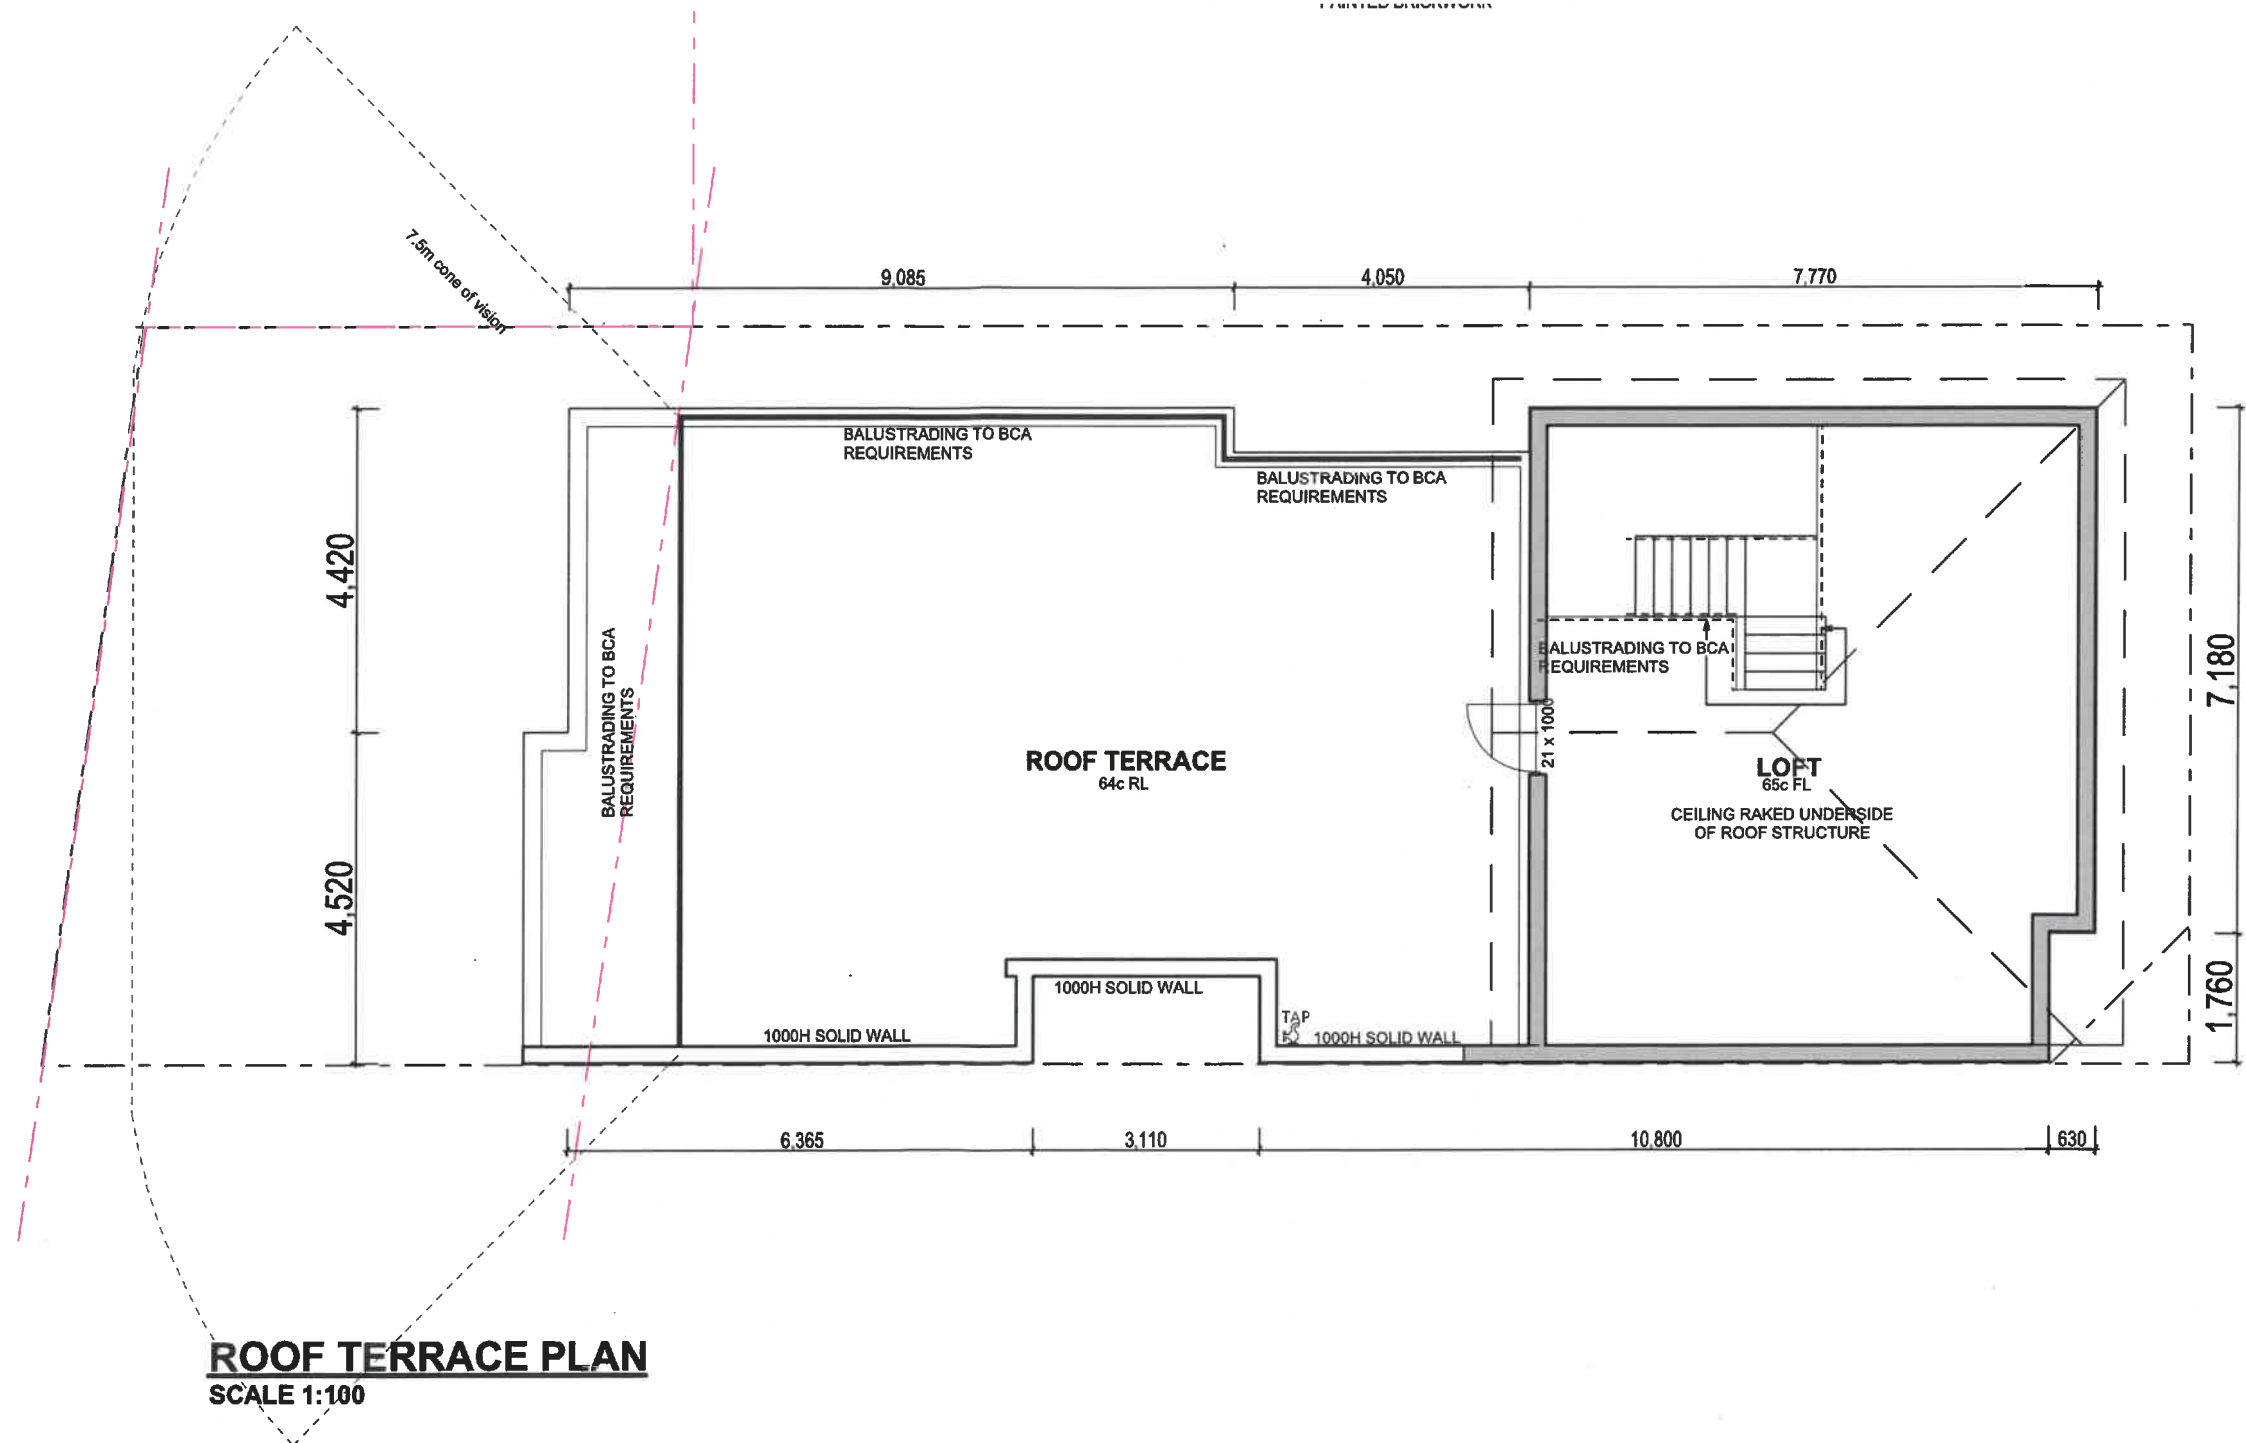 7.5m cone of vision
9,085
4,050
7,770
BALUSTRADING TO BCA
REQUIREMENTS
BALUSTRADING TO BCA
REQUIREMENTS
4,420
4,520
BALUSTRADING TO BCA
REQUIREMENTS
BALUSTRADING TO BCA
REQUIREMENTS
21 x 1000
7,180
1,760
ROOF TERRACE
64c RL
LOFT
65c FL
CEILING RAKED UNDERSIDE
OF ROOF STRUCTURE
1000H SOLID WALL
TAP
1000H SOLID WALL
1000H SOLID WALL
6,365
3,110
10,800
630
ROOF TERRACE PLAN
SCALE 1:100